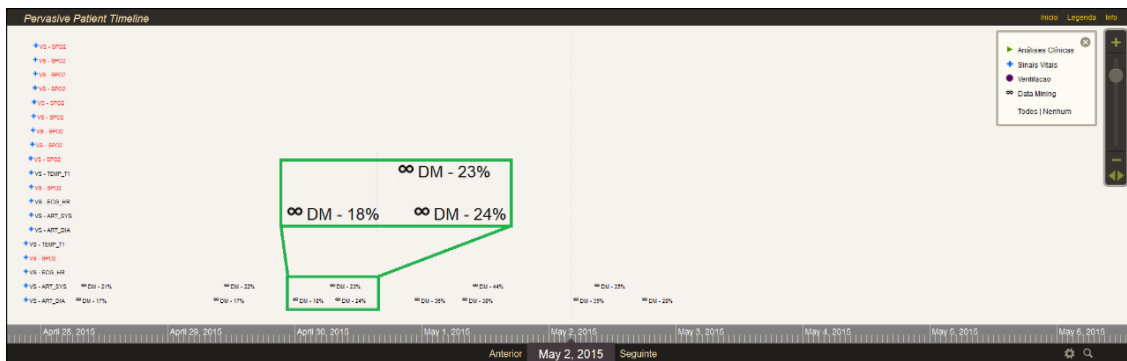 Pervasive Patient Timeline
Inicio Legenda Info
VS - SPO2
VS - SPO2
VS - SPO2
VS - SPO2
VS - SPO2
VS - SPO2
VS - SPO2
VS - SPO2
VS - SPO2
VS - TEMP_T1
VS - SPO2
VS - ECG_HR
VS - ART_SYS
VS - ART_DIA
VS - TEMP_T1
VS - SPO2
VS - ECG_HR
VS - ART_SYS ∞ DM - 21% ∞ DM - 22% ∞ DM - 23% ∞ DM - 44% ∞ DM - 25%
VS - ART_DIA ∞ DM - 17% ∞ DM - 17% ∞ DM - 18% ∞ DM - 24% ∞ DM - 35% ∞ DM - 30% ∞ DM - 35%
∞ DM - 23%
∞ DM - 18% ∞ DM - 24%
Análises Clínicas
Sinais Vitais
Ventilacao
∞ Data Mining
Todos | Nenhum
April 28, 2015 April 29, 2015 April 30, 2015 May 1, 2015 May 2, 2015 May 3, 2015 May 4, 2015 May 5, 2015 May 6, 2015
Anterior May 2, 2015 Seguinte